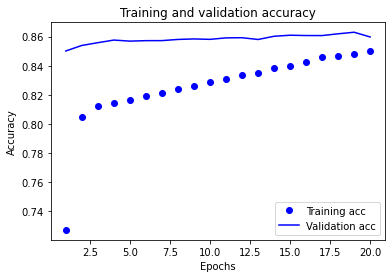 Training and validation accuracy
0.86
0.84
0.82
0.80
0.78
0.76
0.74
Accuracy
Training acc
Validation acc
2.5 5.0 7.5 10.0 12.5 15.0 17.5 20.0
Epochs